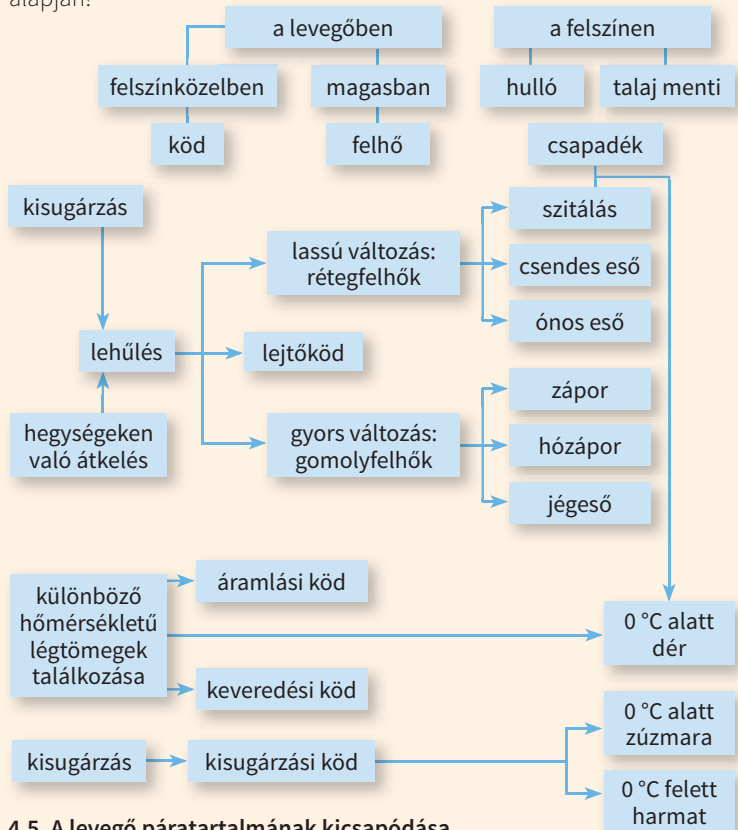 alapján!
a levegőben
a felszínen
felszínközelben
magasban
hulló
talaj menti
köd
felhő
csapadék
kisugárzás
szitálás
lassú változás:
rétegfelhők
csendes eső
ónos eső
lehűlés
lejtőköd
zápor
hegységeken
való átkelés
gyors változás:
gomolyfelhők
hózápor
jégeső
különböző
hőmérsékletű
légtömegek
találkozása
áramlási köd
0 °C alatt
dér
keveredési köd
0 °C alatt
zúzmara
kisugárzás
kisugárzási köd
0 °C felett
harmat
4.5. A levegő páratartalmának kicsapódása